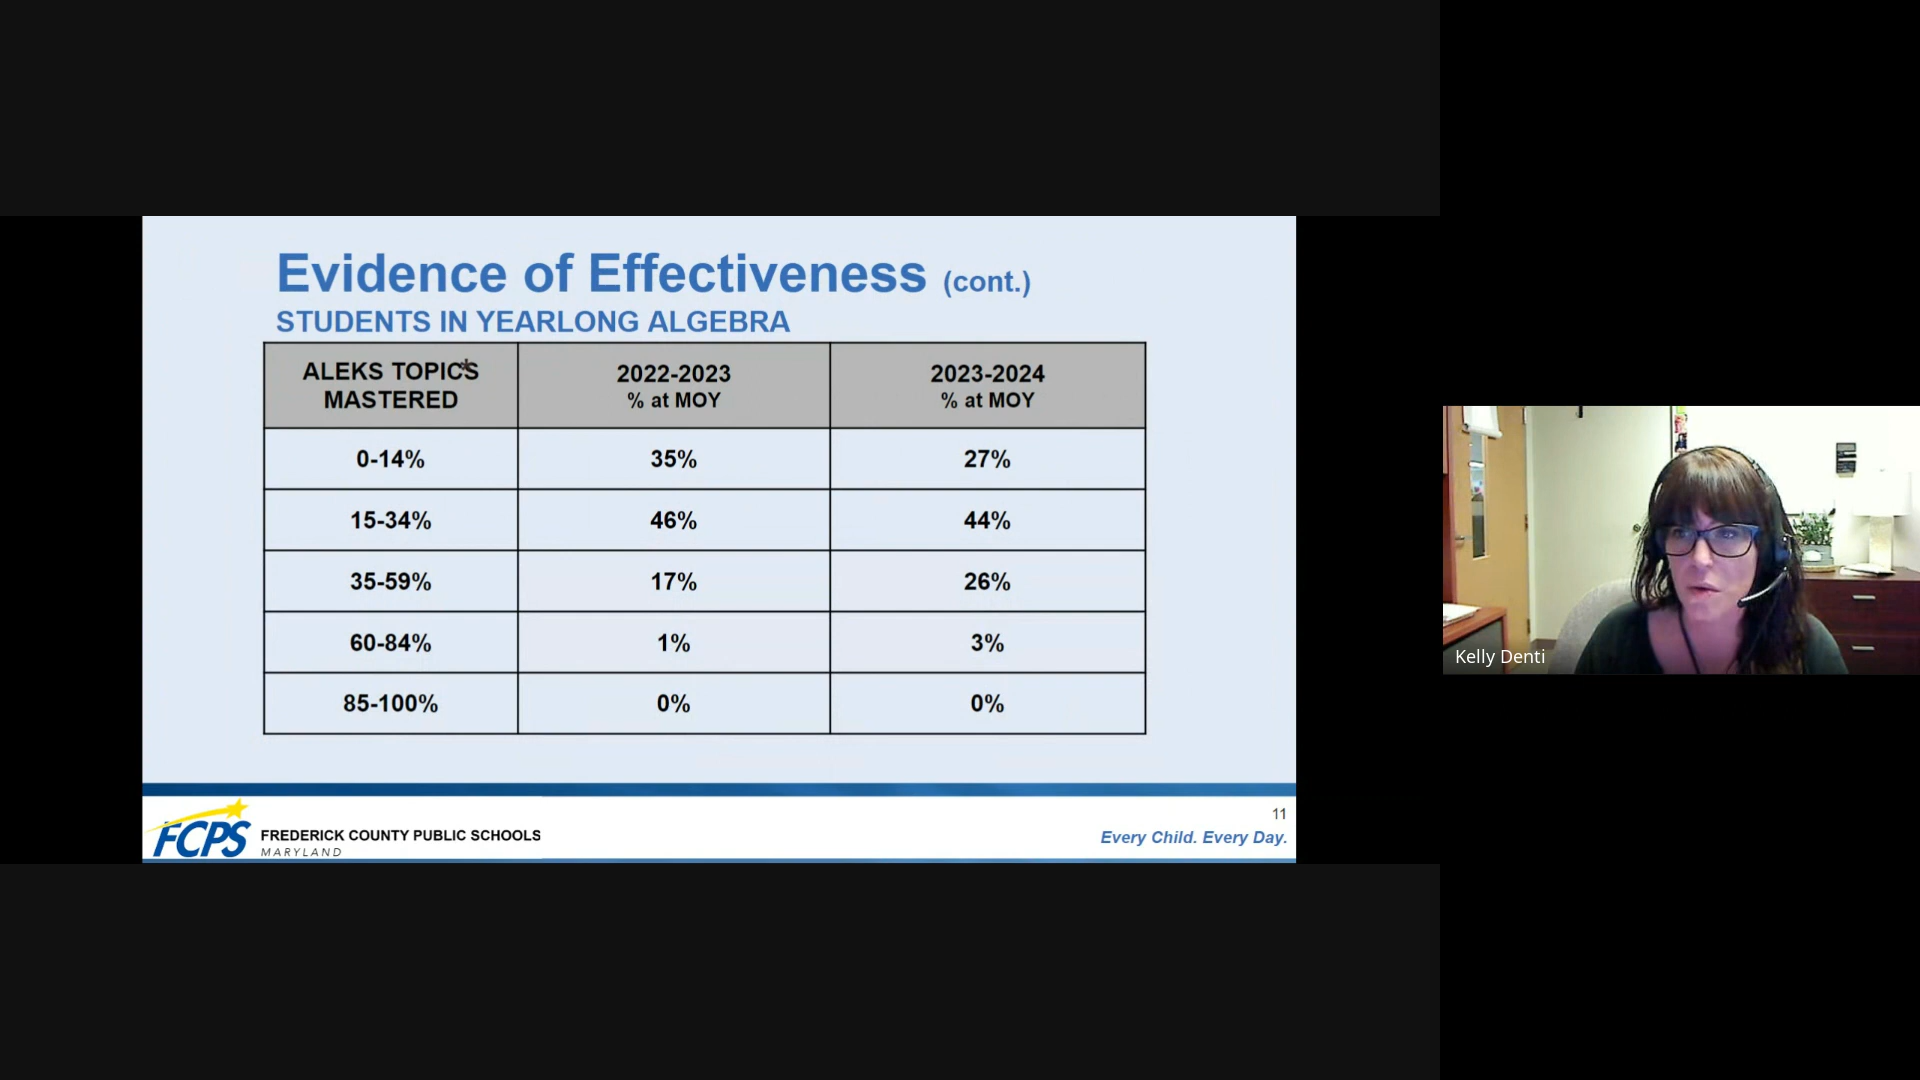 Evidence of Effectiveness (cont.)
STUDENTS IN YEARLONG ALGEBRA
ALEKS TOPICS
MASTERED
2022-2023
% at MOY
2023-2024
% at MOY
0-14%
35%
27%
15-34%
46%
44%
35-59%
17%
26%
60-84%
1%
3%
85-100%
0%
0%
11
FCPS
FREDERICK COUNTY PUBLIC SCHOOLS
MARYLAND
Every Child. Every Day.
Kelly Denti